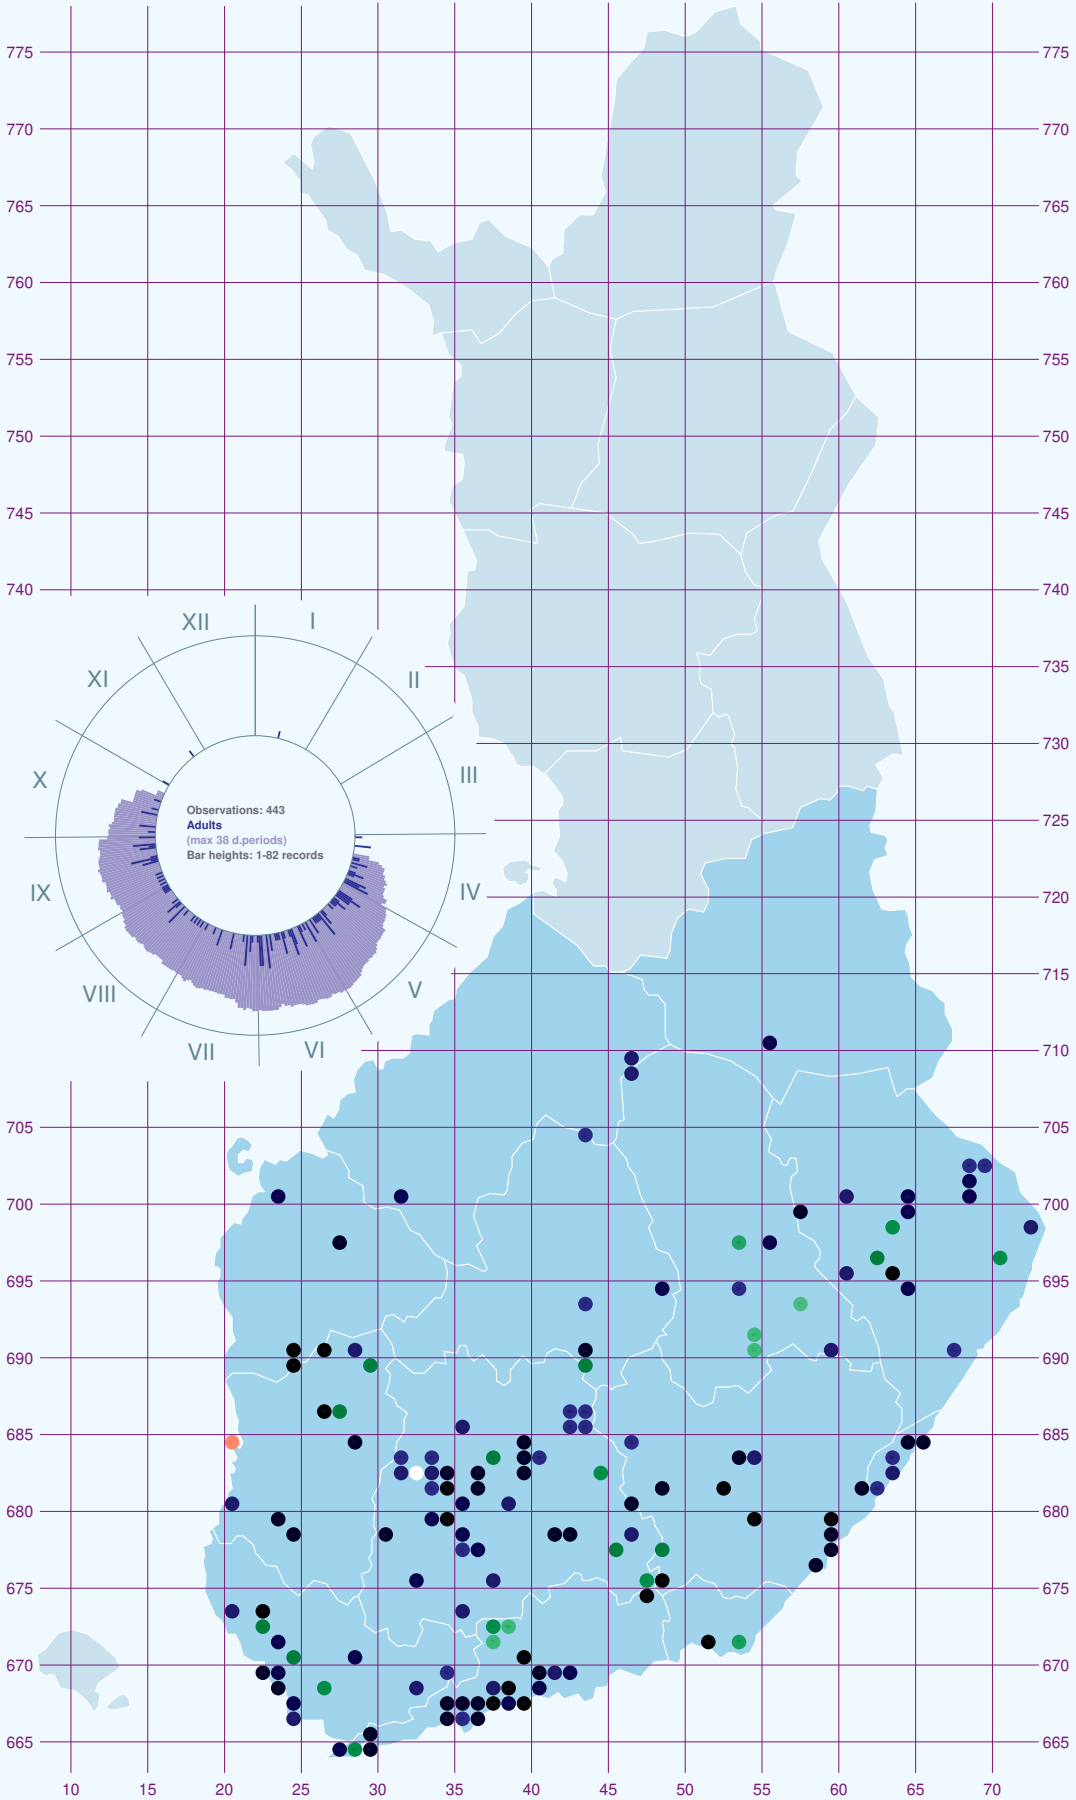 775 775
770 770
765 765
760 760
755 755
750 750
745 745
740 740
XII I
XI II
735 735
730 730
X III
Observations: 443
Adults
(max 38 d.periods)
Bar heights: 1-82 records
725
IX IV
720
VIII V
715
VII VI
710
705 705
700 700
695 695
690 690
685 685
680 680
675 675
670 670
665 665
10 15 20 25 30 35 40 45 50 55 60 65 70